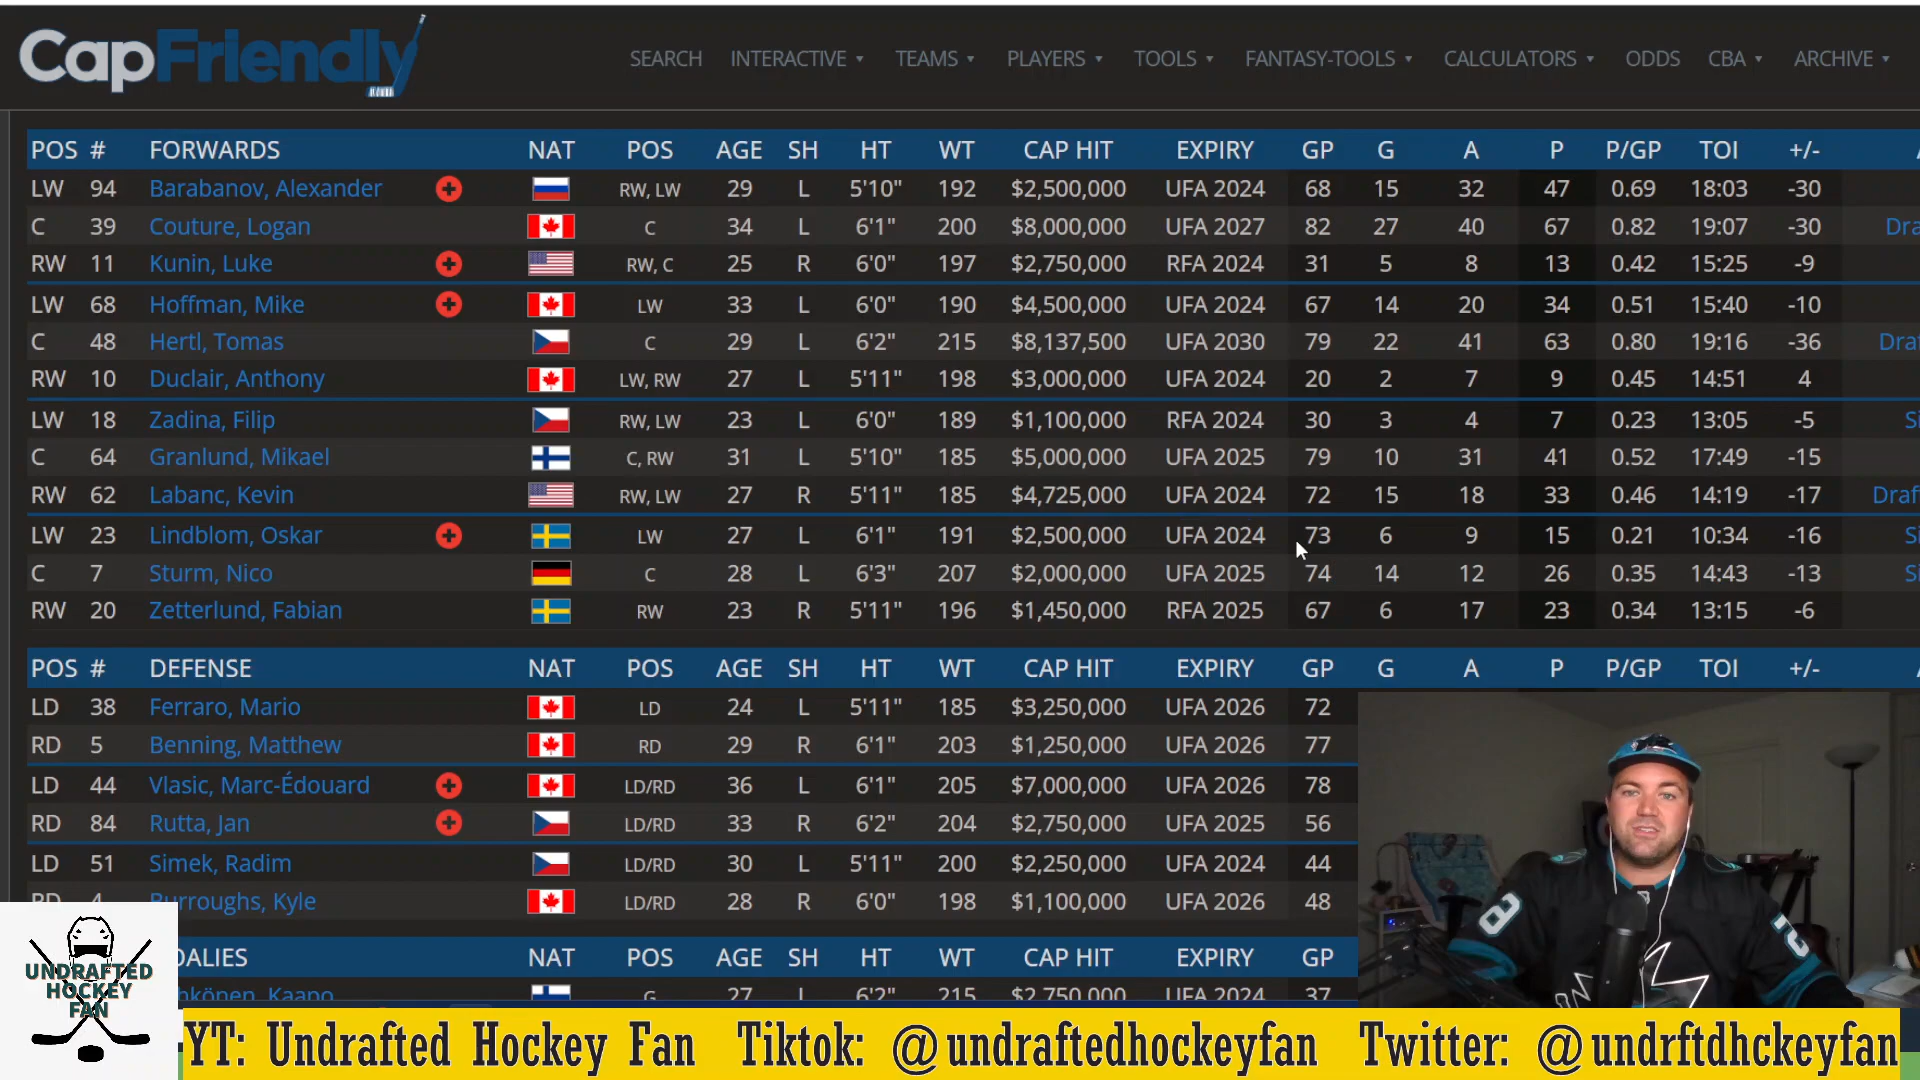 CapFriendly SEARCH INTERACTIVE TEAMS PLAYERS TOOLS FANTASY-TOOLS CALCULATORS ODDS CBA ARCHIVE
POS # FORWARDS NAT POS AGE SH HT WT CAP HIT EXPIRY GP G A P P/GP TOI +/-
LW 94 Barabanov, Alexander RW, LW 29 L 5'10" 192 $2,500,000 UFA 2024 68 15 32 47 0.69 18:03 -30
C 39 Couture, Logan C 34 L 6'1" 200 $8,000,000 UFA 2027 82 27 40 67 0.82 19:07 -30 Dra
RW 11 Kunin, Luke RW, C 25 R 6'0" 197 $2,750,000 RFA 2024 31 5 8 13 0.42 15:25 -9
LW 68 Hoffman, Mike LW 33 L 6'0" 190 $4,500,000 UFA 2024 67 14 20 34 0.51 15:40 -10
C 48 Hertl, Tomas C 29 L 6'2" 215 $8,137,500 UFA 2030 79 22 41 63 0.80 19:16 -36 Draf
RW 10 Duclair, Anthony LW, RW 27 L 5'11" 198 $3,000,000 UFA 2024 20 2 7 9 0.45 14:51 4
LW 18 Zadina, Filip RW, LW 23 L 6'0" 189 $1,100,000 RFA 2024 30 3 4 7 0.23 13:05 -5 Si
C 64 Granlund, Mikael C, RW 31 L 5'10" 185 $5,000,000 UFA 2025 79 10 31 41 0.52 17:49 -15
RW 62 Labanc, Kevin RW, LW 27 R 5'11" 185 $4,725,000 UFA 2024 72 15 18 33 0.46 14:19 -17 Draf
LW 23 Lindblom, Oskar LW 27 L 6'1" 191 $2,500,000 UFA 2024 73 6 9 15 0.21 10:34 -16 Si
C 7 Sturm, Nico C 28 L 6'3" 207 $2,000,000 UFA 2025 74 14 12 26 0.35 14:43 -13 Si
RW 20 Zetterlund, Fabian RW 23 R 5'11" 196 $1,450,000 RFA 2025 67 6 17 23 0.34 13:15 -6
POS # DEFENSE NAT POS AGE SH HT WT CAP HIT EXPIRY GP G A P P/GP TOI +/-
LD 38 Ferraro, Mario LD 24 L 5'11" 185 $3,250,000 UFA 2026 72
RD 5 Benning, Matthew RD 29 R 6'1" 203 $1,250,000 UFA 2026 77
LD 44 Vlasic, Marc-Édouard LD/RD 36 L 6'1" 205 $7,000,000 UFA 2026 78
RD 84 Rutta, Jan LD/RD 33 R 6'2" 204 $2,750,000 UFA 2025 56
LD 51 Simek, Radim LD/RD 30 L 5'11" 200 $2,250,000 UFA 2024 44
RD 4 Burroughs, Kyle LD/RD 28 R 6'0" 198 $1,100,000 UFA 2026 48
OALIES NAT POS AGE SH HT WT CAP HIT EXPIRY GP
hkönen, Kaapo G 27 L 6'2" 215 $2,750,000 UFA 2024 37
UNDRAFTED
HOCKEY
FAN
YT: Undrafted Hockey Fan Tiktok: @undraftedhockeyfan Twitter: @undrftdhckeyfan